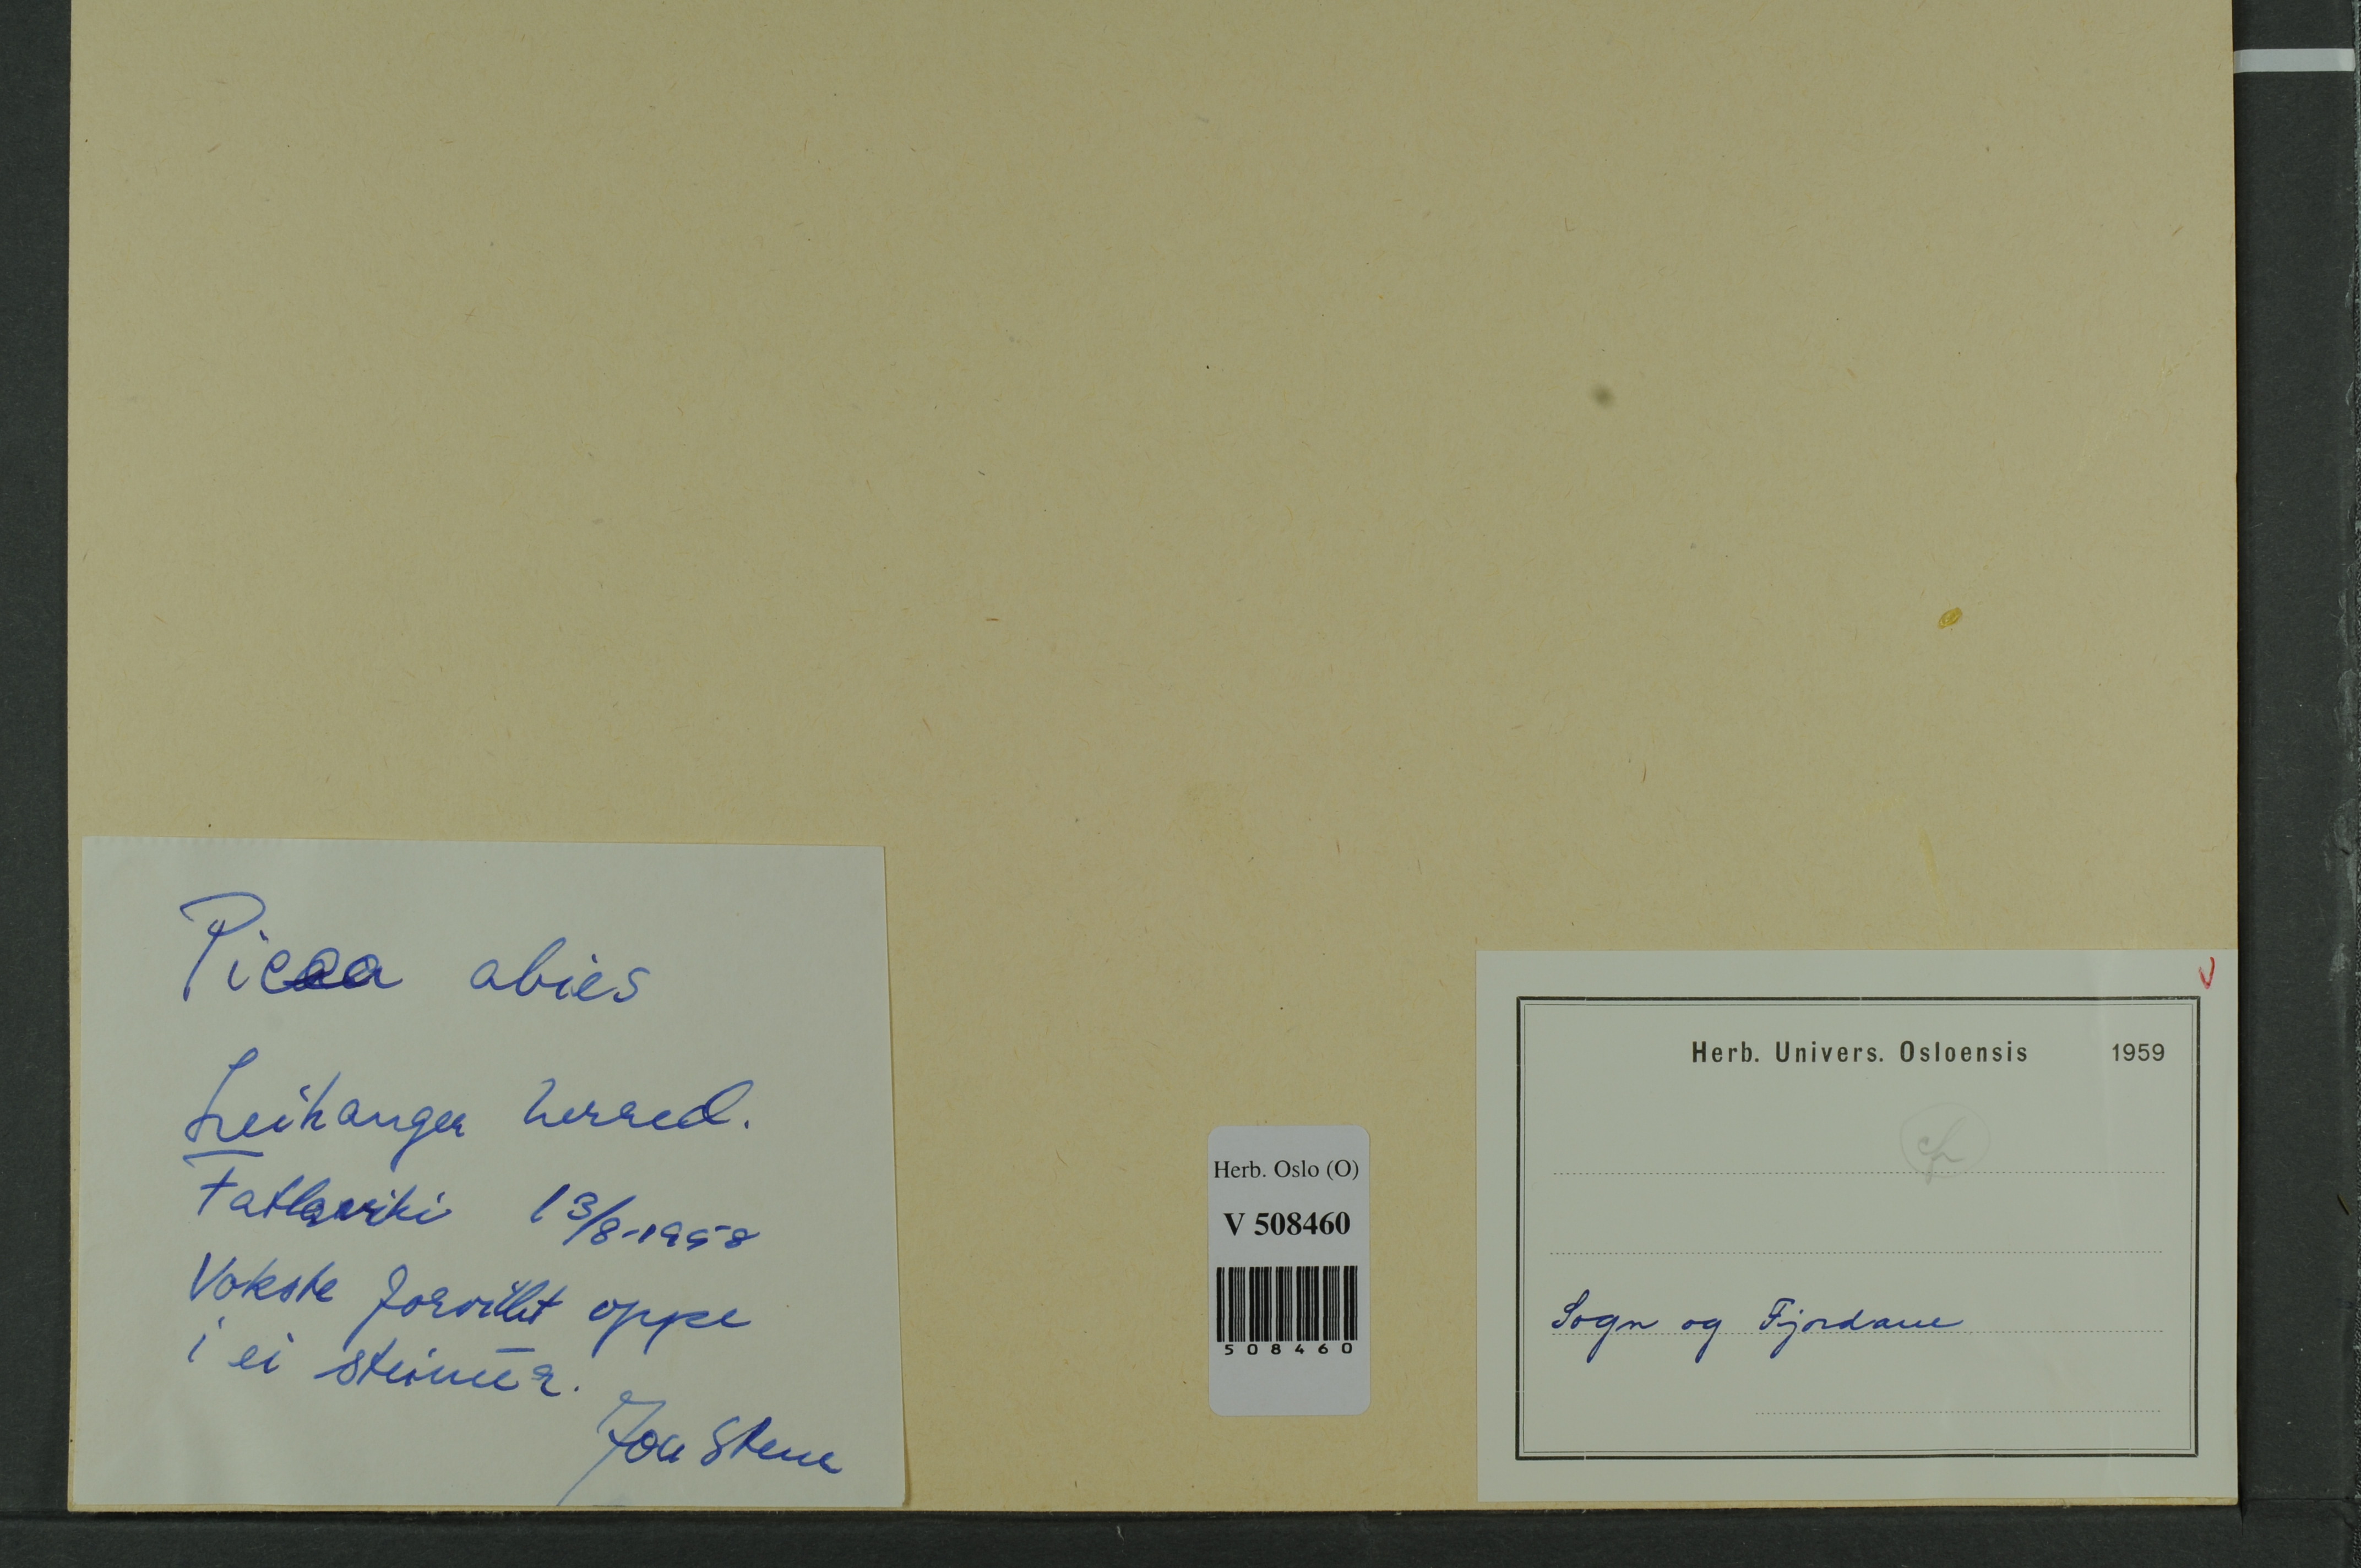 Picea abies
Leikanger herred.
Fatlaviki 13/8-1958
Vokste forvillet oppe
i ei steinur.
Jon Stene
Herb. Oslo (O)
V 508460
508460
V
Herb. Univers. Osloensis 1959
cf
Sogn og Fjordane